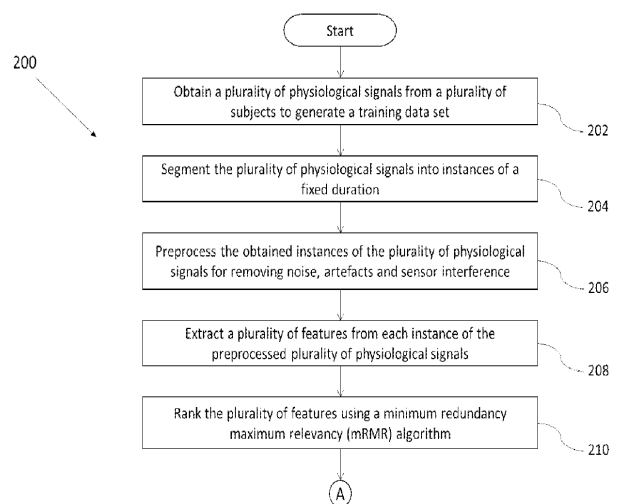 Start
200
Obtain a plurality of physiological signals from a plurality of
subjects to generate a training data set
202
Segment the plurality of physiological signals into instances of a
fixed duration
204
Preprocess the obtained instances of the plurality of physiological
signals for removing noise, artefacts and sensor interference
206
Extract a plurality of features from each instance of the
preprocessed plurality of physiological signals
208
Rank the plurality of features using a minimum redundancy
maximum relevancy (mRMR) algorithm
210
A